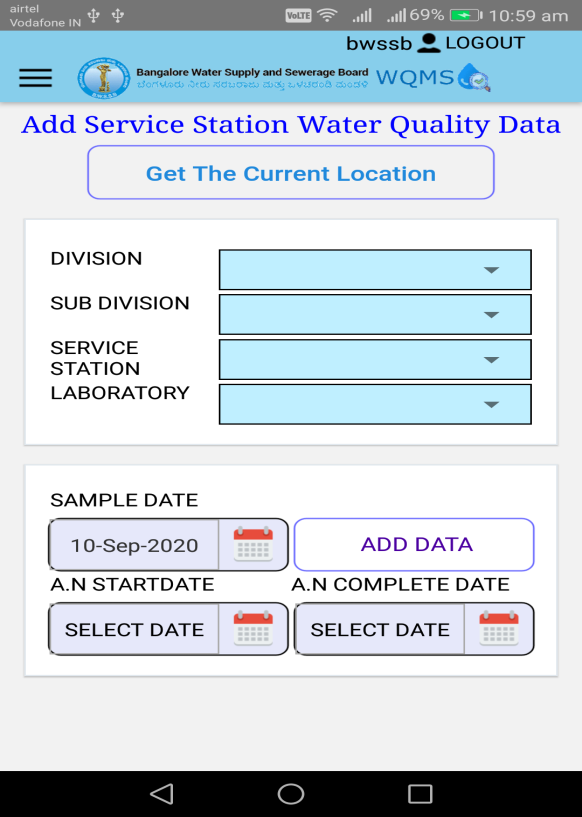 airtel
Vodafone IN
VoLTE 69% 10:59 am
bwssb LOGOUT
Bangalore Water Supply and Sewerage Board
ಬೆಂಗಳೂರು ನೀರು ಸರಬರಾಜು ಮತ್ತು ಒಳಚರಂಡಿ ಮಂಡಳಿ
WQMS
Add Service Station Water Quality Data
Get The Current Location
DIVISION
SUB DIVISION
SERVICE
STATION
LABORATORY
SAMPLE DATE
10-Sep-2020 ADD DATA
A.N STARTDATE A.N COMPLETE DATE
SELECT DATE SELECT DATE